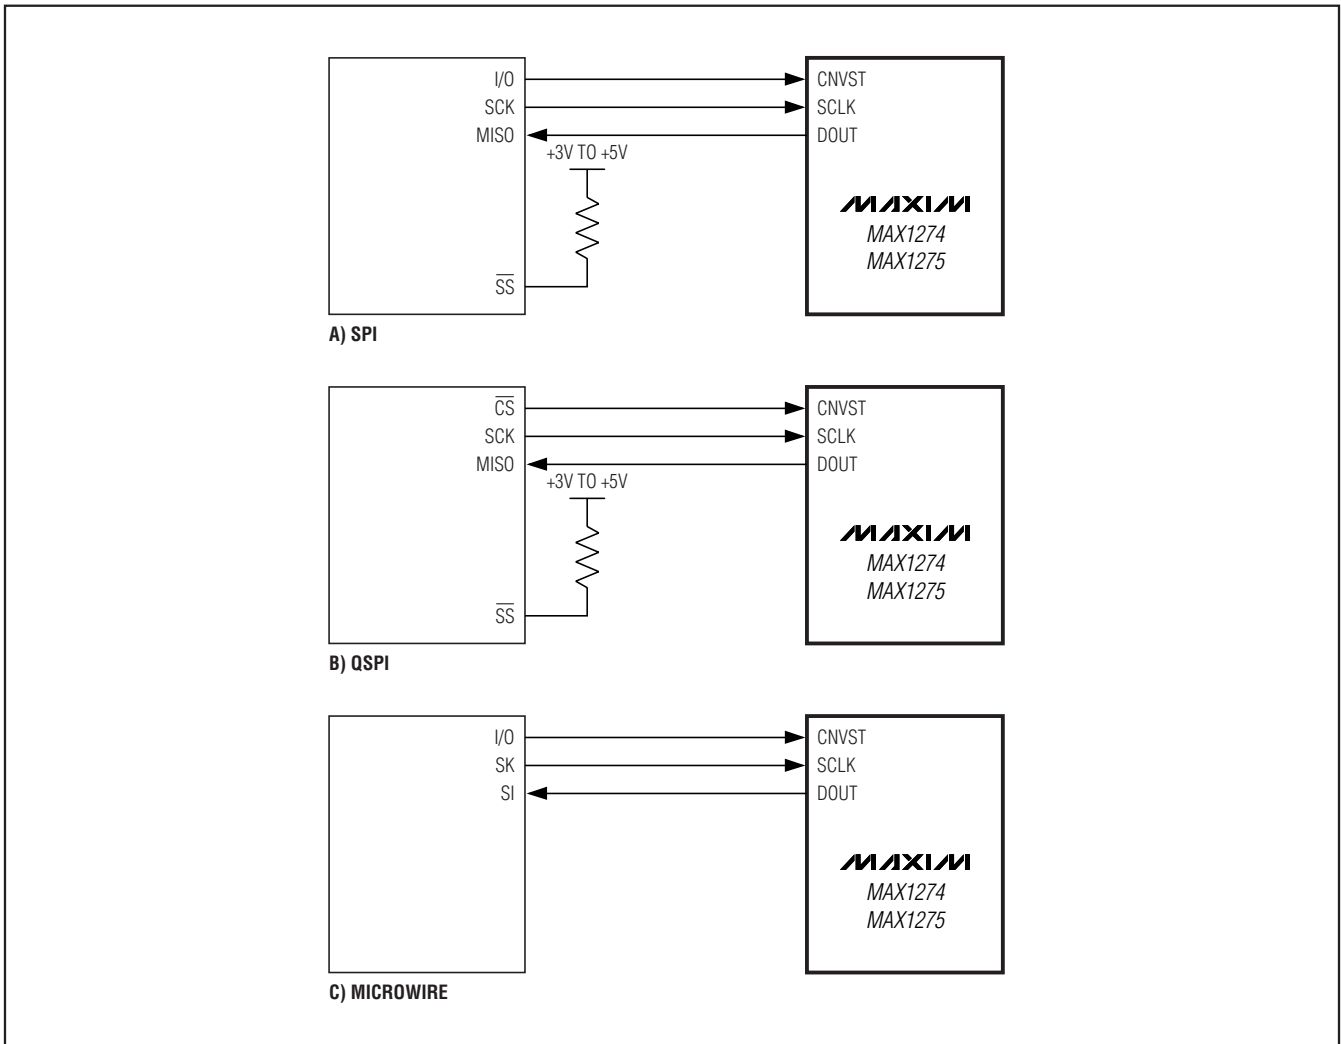 I/O CNVST
SCK SCLK
MISO DOUT
+3V TO +5V
MAXIM
MAX1274
MAX1275
SS
A) SPI
CS CNVST
SCK SCLK
MISO DOUT
+3V TO +5V
MAXIM
MAX1274
MAX1275
SS
B) QSPI
I/O CNVST
SK SCLK
SI DOUT
MAXIM
MAX1274
MAX1275
C) MICROWIRE